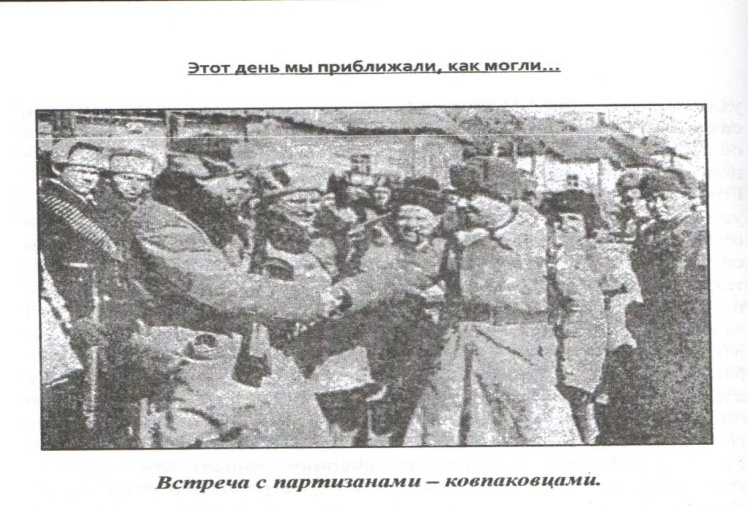 Этот день мы приближали, как могли...
Встреча с партизанами – ковпаковцами.